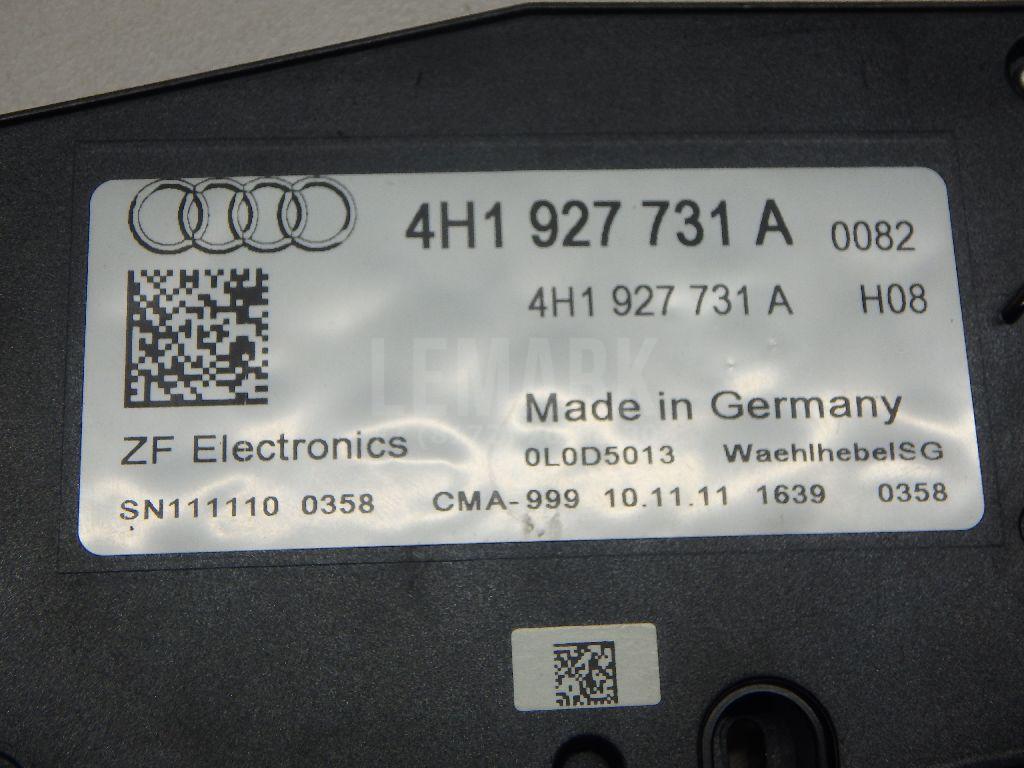 4H1 927 731 A 0082
4H1 927 731 A H08
LEMARK
Made in Germany
ZF Electronics 0L0D5013 WaehlhebelSG
SN111110 0358 CMA-999 10.11.11 1639 0358